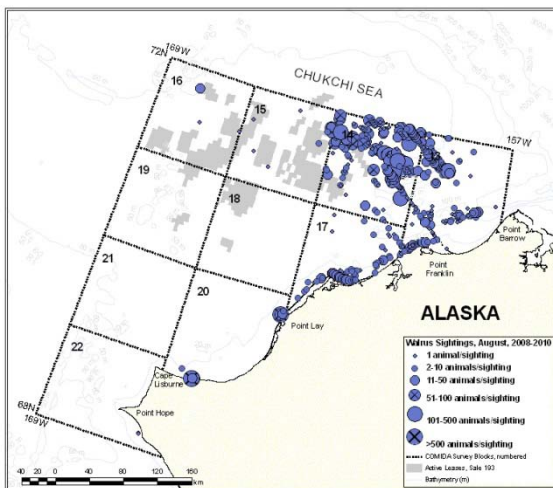 169W
72N
CHUKCHI SEA
16
15
14
13
157W
19
18
17
21
20
22
Point Barrow
Point Franklin
Point Lay
Cape Lisburne
Point Hope
68N
169W
ALASKA
Walrus Sightings, August, 2008-2010
1 animal/sighting
2-10 animals/sighting
11-50 animals/sighting
51-100 animals/sighting
101-500 animals/sighting
>500 animals/sighting
COMIDA Survey Blocks, numbered
Active Leases, Sale 193
Bathymetry (m)
40 20 0 40 80 120 160
km